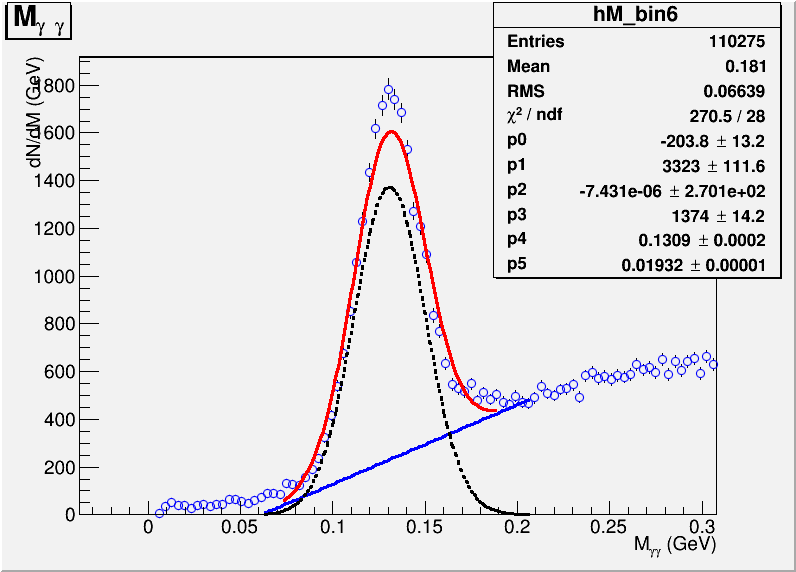 Mγ γ
hM_bin6
Entries 110275
Mean 0.181
RMS 0.06639
χ² / ndf 270.5 / 28
p0 -203.8 ± 13.2
p1 3323 ± 111.6
p2 -7.431e-06 ± 2.701e+02
p3 1374 ± 14.2
p4 0.1309 ± 0.0002
p5 0.01932 ± 0.00001
dN/dM (GeV)
1800
1600
1400
1200
1000
800
600
400
200
0
0 0.05 0.1 0.15 0.2 0.25 0.3
Mγγ (GeV)